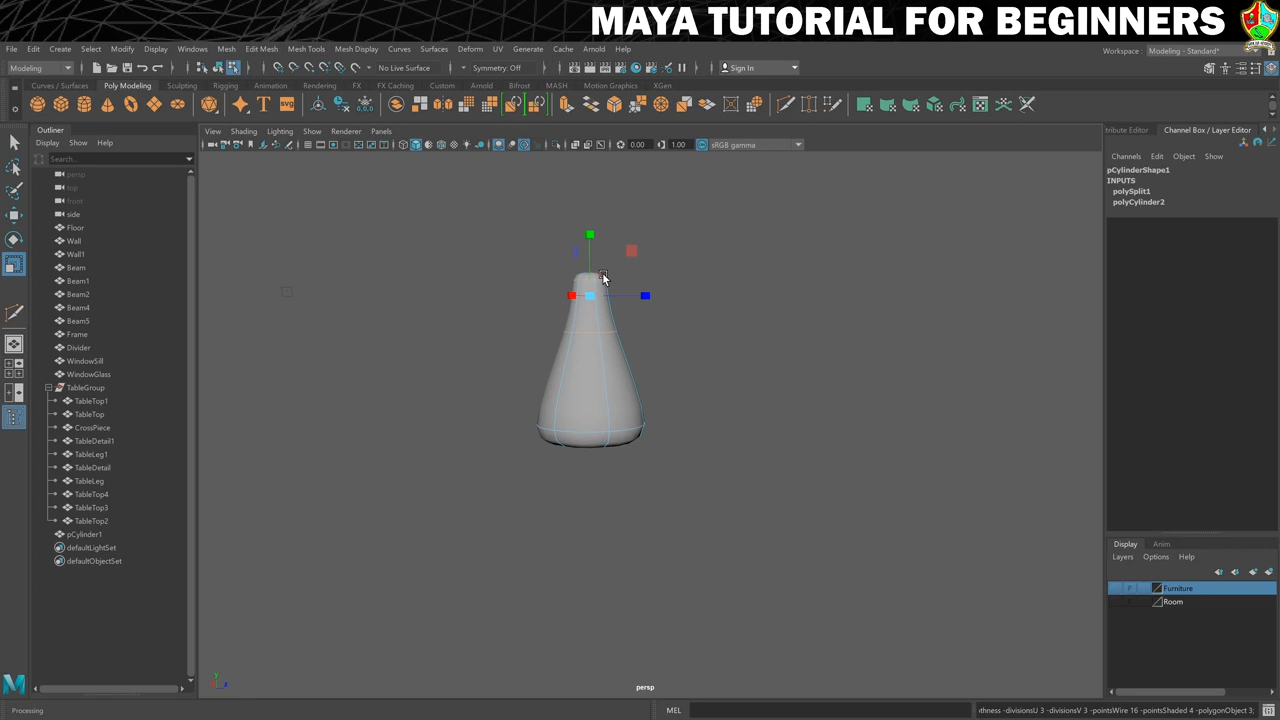 MAYA TUTORIAL FOR BEGINNERS
File Edit Create Select Modify Display Windows Mesh Edit Mesh Mesh Tools Mesh Display Curves Surfaces Deform UV Generate Cache Arnold Help
Workspace: Modeling - Standard*
Modeling No Live Surface Symmetry: Off Sign In
Curves / Surfaces Poly Modeling Sculpting Rigging Animation Rendering FX FX Caching Custom Arnold Bifrost MASH Motion Graphics XGen
Outliner
Display Show Help
Search...
persp
top
front
side
Floor
Wall
Wall1
Beam
Beam1
Beam2
Beam4
Beam5
Frame
Divider
WindowSill
WindowGlass
TableGroup
TableTop1
TableTop
CrossPiece
TableDetail1
TableLeg1
TableDetail
TableLeg
TableTop4
TableTop3
TableTop2
pCylinder1
defaultLightSet
defaultObjectSet
View Shading Lighting Show Renderer Panels
0.00 1.00 sRGB gamma
persp
tribute Editor Channel Box / Layer Editor
Channels Edit Object Show
pCylinderShape1
INPUTS
polySplit1
polyCylinder2
Display Anim
Layers Options Help
P Furniture
Room
Processing
MEL
ithness -divisionsU 3 -divisionsV 3 -pointsWire 16 -pointsShaded 4 -polygonObject 3;